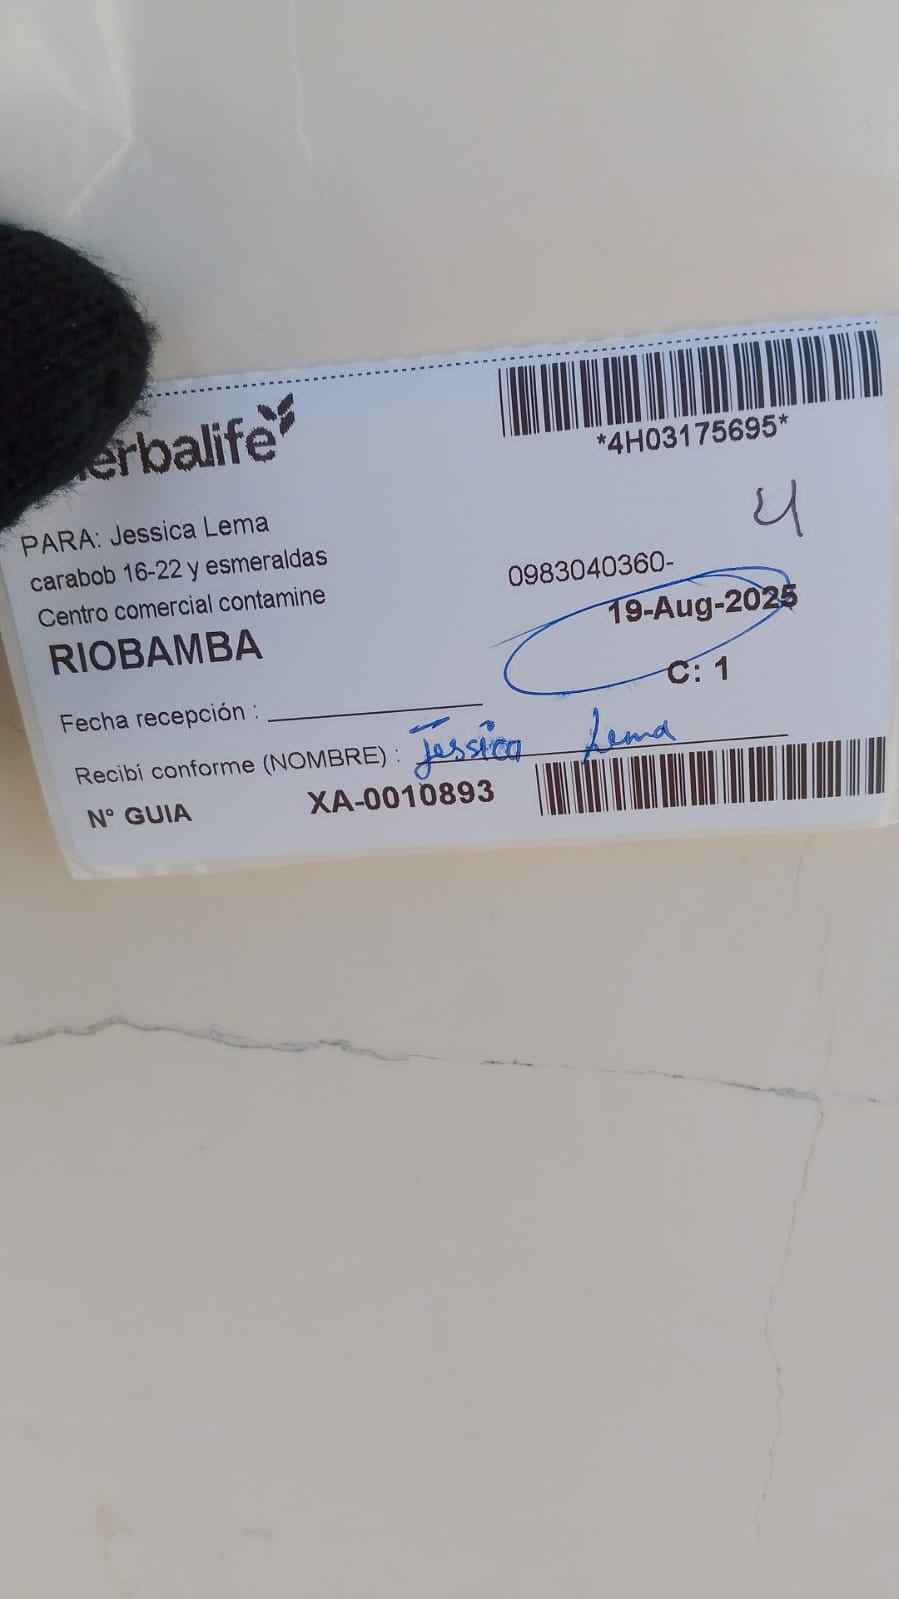 erbalife
*4H03175695*
4
PARA: Jessica Lema
carabob 16-22 y esmeraldas
0983040360-
Centro comercial contamine
19-Aug-2025
RIOBAMBA
C: 1
Fecha recepción :
Recibí conforme (NOMBRE) : Jessica Lema
Nº GUIA XA-0010893